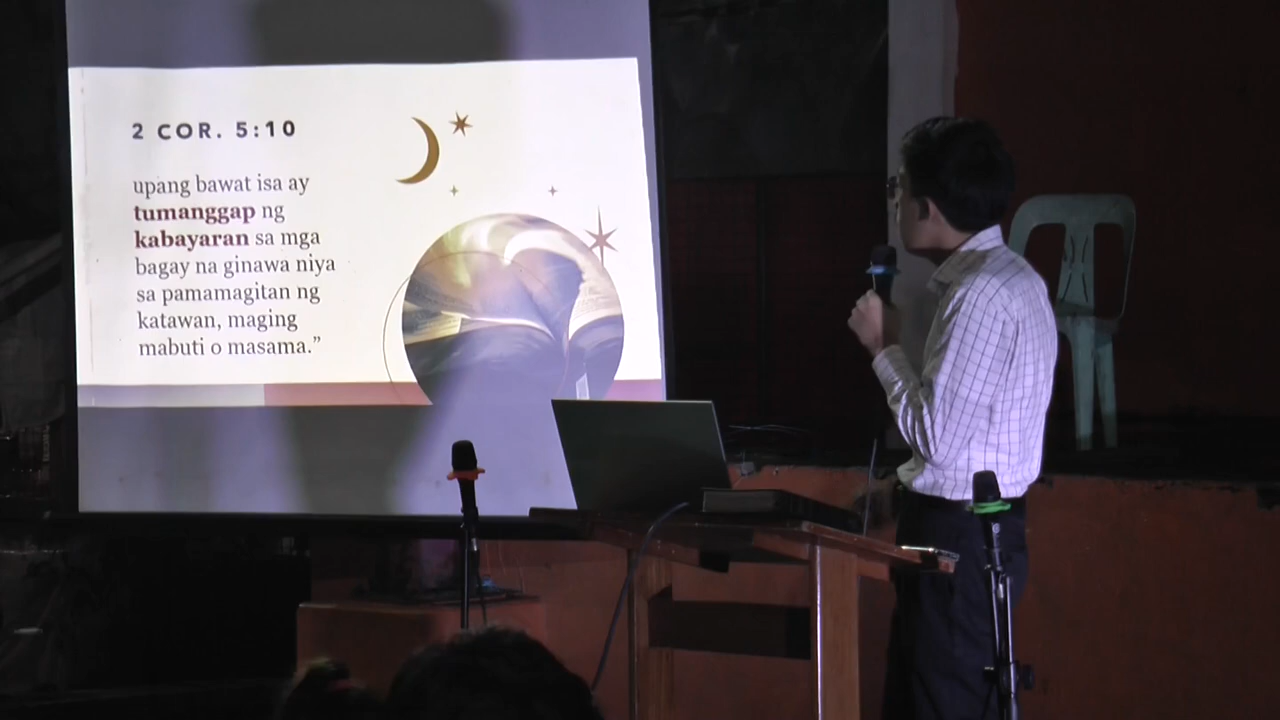 2 COR. 5:10
upang bawat isa ay
tumanggap ng
kabayaran sa mga
bagay na ginawa niya
sa pamamagitan ng
katawan, maging
mabuti o masama.”